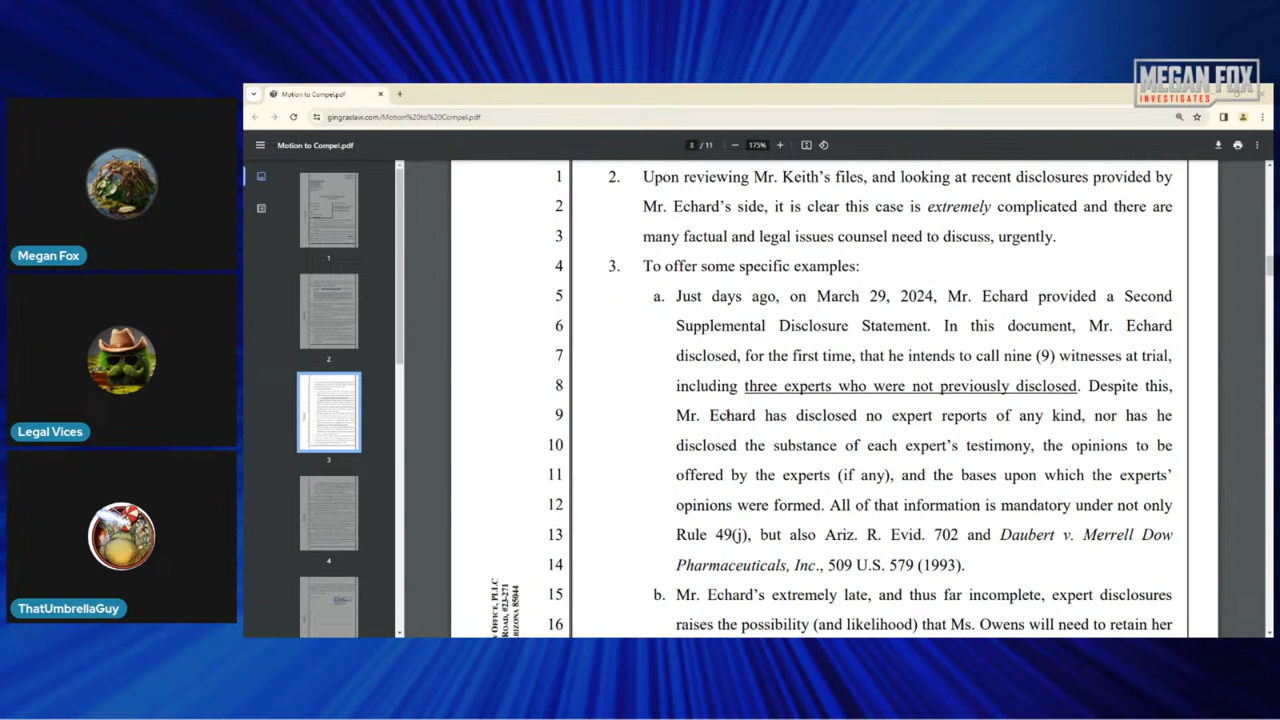 MEGAN FOX
INVESTIGATES
Motion to Compel.pdf
gingraslaw.com/Motion%20to%20Compel.pdf
Motion to Compel.pdf
3 / 11
175%
Megan Fox
Legal Vices
ThatUmbrellaGuy
1
2
3
4
1 2. Upon reviewing Mr. Keith's files, and looking at recent disclosures provided by
2 Mr. Echard's side, it is clear this case is extremely complicated and there are
3 many factual and legal issues counsel need to discuss, urgently.
4 3. To offer some specific examples:
5 a. Just days ago, on March 29, 2024, Mr. Echard provided a Second
6 Supplemental Disclosure Statement. In this document, Mr. Echard
7 disclosed, for the first time, that he intends to call nine (9) witnesses at trial,
8 including three experts who were not previously disclosed. Despite this,
9 Mr. Echard has disclosed no expert reports of any kind, nor has he
10 disclosed the substance of each expert's testimony, the opinions to be
11 offered by the experts (if any), and the bases upon which the experts'
12 opinions are formed. All of that information is mandatory under not only
13 Rule 49(j), but also Ariz. R. Evid. 702 and Daubert v. Merrell Dow
14 Pharmaceuticals, Inc., 509 U.S. 579 (1993).
15 b. Mr. Echard's extremely late, and thus far incomplete, expert disclosures
16 raises the possibility (and likelihood) that Ms. Owens will need to retain her
OFFICE, PLLC
ROAD, #22-271
ARIZONA, 85044